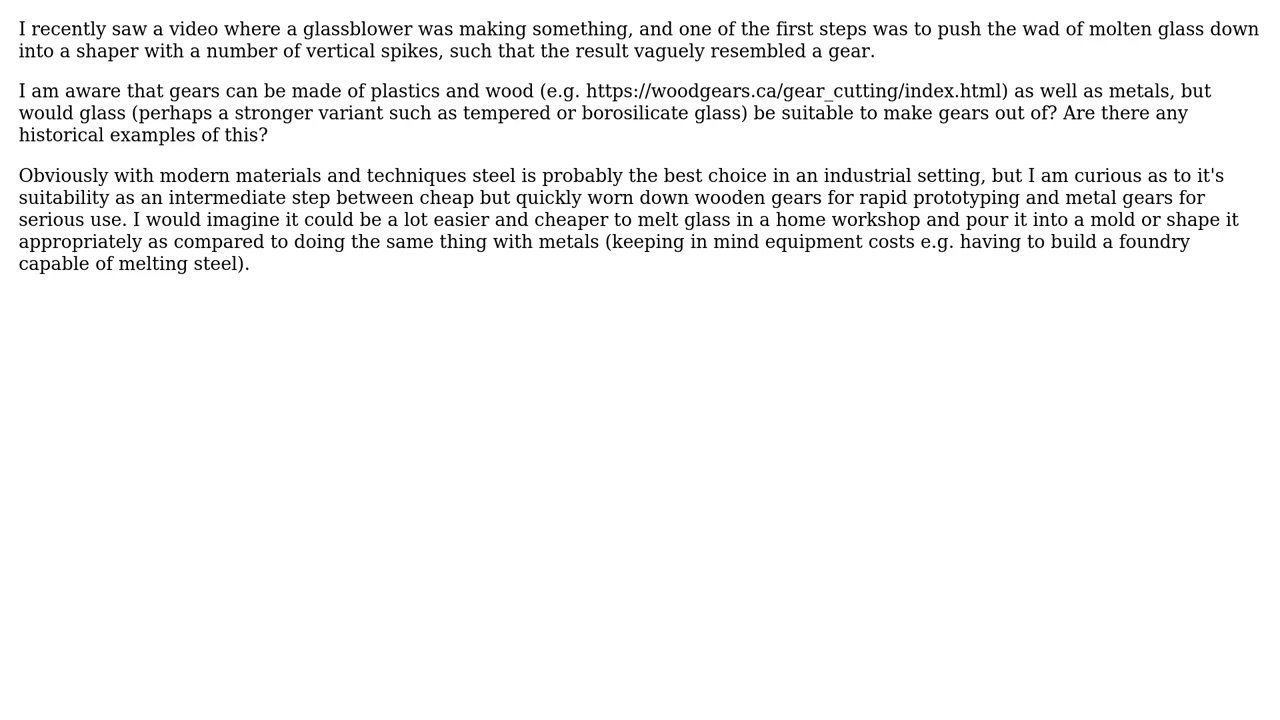 I recently saw a video where a glassblower was making something, and one of the first steps was to push the wad of molten glass down
into a shaper with a number of vertical spikes, such that the result vaguely resembled a gear.
I am aware that gears can be made of plastics and wood (e.g. https://woodgears.ca/gear_cutting/index.html) as well as metals, but
would glass (perhaps a stronger variant such as tempered or borosilicate glass) be suitable to make gears out of? Are there any
historical examples of this?
Obviously with modern materials and techniques steel is probably the best choice in an industrial setting, but I am curious as to it's
suitability as an intermediate step between cheap but quickly worn down wooden gears for rapid prototyping and metal gears for
serious use. I would imagine it could be a lot easier and cheaper to melt glass in a home workshop and pour it into a mold or shape it
appropriately as compared to doing the same thing with metals (keeping in mind equipment costs e.g. having to build a foundry
capable of melting steel).